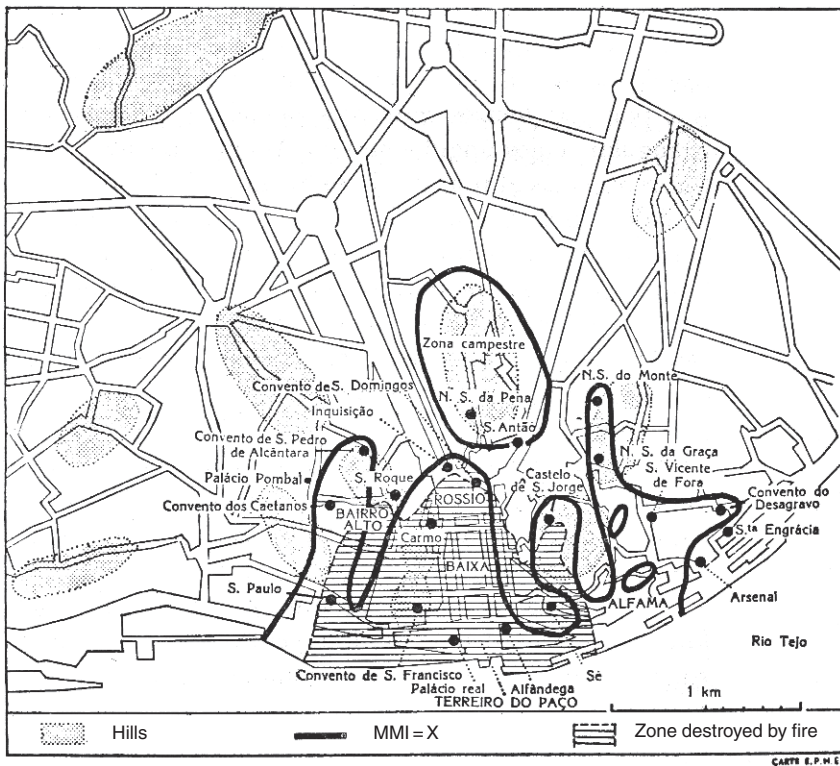 Zona campestre
Convento de S. Domingos
N. S. da Pena
N.S. do Monte
Inquisição
S. Antão
Convento de S. Pedro
de Alcântara
N. S. da Graça
S. Roque
Castelo
de S. Jorge
S. Vicente
de Fora
Palácio Pombal
ROSSIO
Convento do
Desagravo
Convento dos Caetanos
BAIRRO
ALTO
Carmo
S.ta Engrácia
BAIXA
S. Paulo
ALFAMA
Arsenal
Rio Tejo
Convento de S. Francisco
Sè
Palácio real
Alfândega
TERREIRO DO PAÇO
1 km
Hills
MMI = X
Zone destroyed by fire